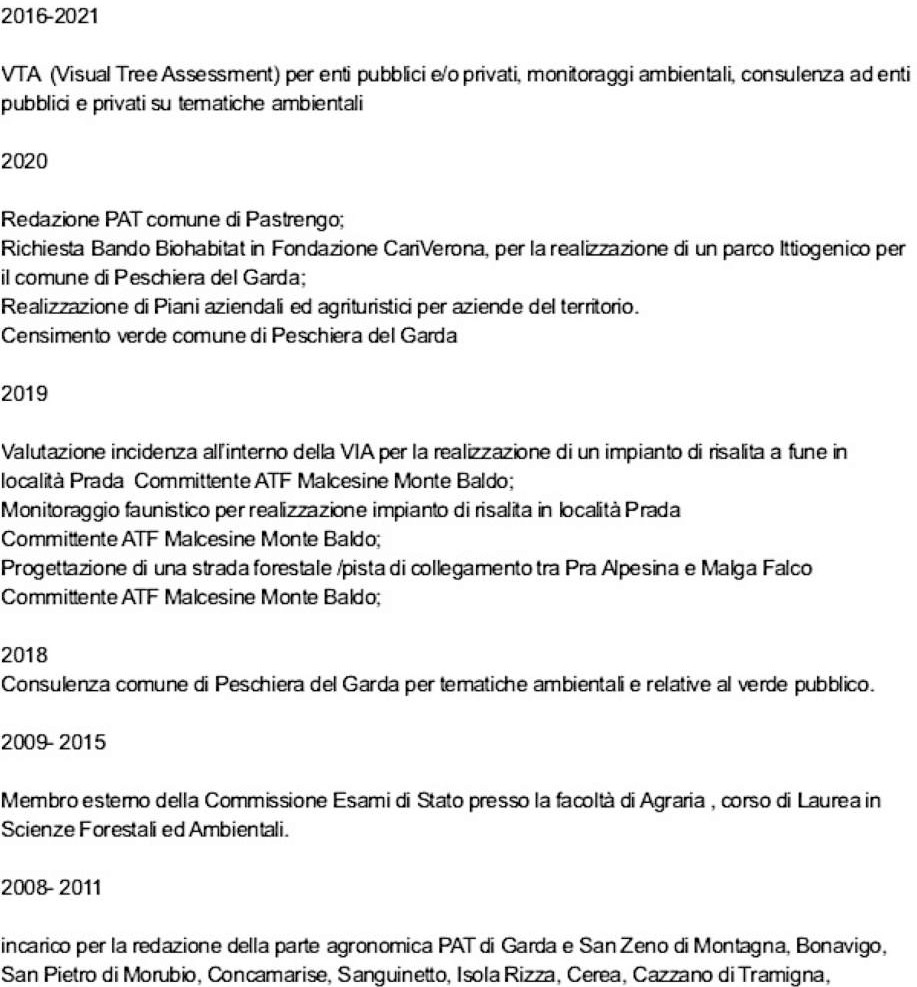 2016-2021
VTA (Visual Tree Assessment) per enti pubblici e/o privati, monitoraggi ambientali, consulenza ad enti
pubblici e privati su tematiche ambientali
2020
Redazione PAT comune di Pastrengo;
Richiesta Bando Biohabitat in Fondazione CariVerona, per la realizzazione di un parco Ittiogenico per
il comune di Peschiera del Garda;
Realizzazione di Piani aziendali ed agrituristici per aziende del territorio.
Censimento verde comune di Peschiera del Garda
2019
Valutazione incidenza all'interno della VIA per la realizzazione di un impianto di risalita a fune in
località Prada Committente ATF Malcesine Monte Baldo;
Monitoraggio faunistico per realizzazione impianto di risalita in località Prada
Committente ATF Malcesine Monte Baldo;
Progettazione di una strada forestale /pista di collegamento tra Pra Alpesina e Malga Falco
Committente ATF Malcesine Monte Baldo;
2018
Consulenza comune di Peschiera del Garda per tematiche ambientali e relative al verde pubblico.
2009- 2015
Membro esterno della Commissione Esami di Stato presso la facoltà di Agraria , corso di Laurea in
Scienze Forestali ed Ambientali.
2008- 2011
incarico per la redazione della parte agronomica PAT di Garda e San Zeno di Montagna, Bonavigo,
San Pietro di Morubio, Concamarise, Sanguinetto, Isola Rizza, Cerea, Cazzano di Tramigna,